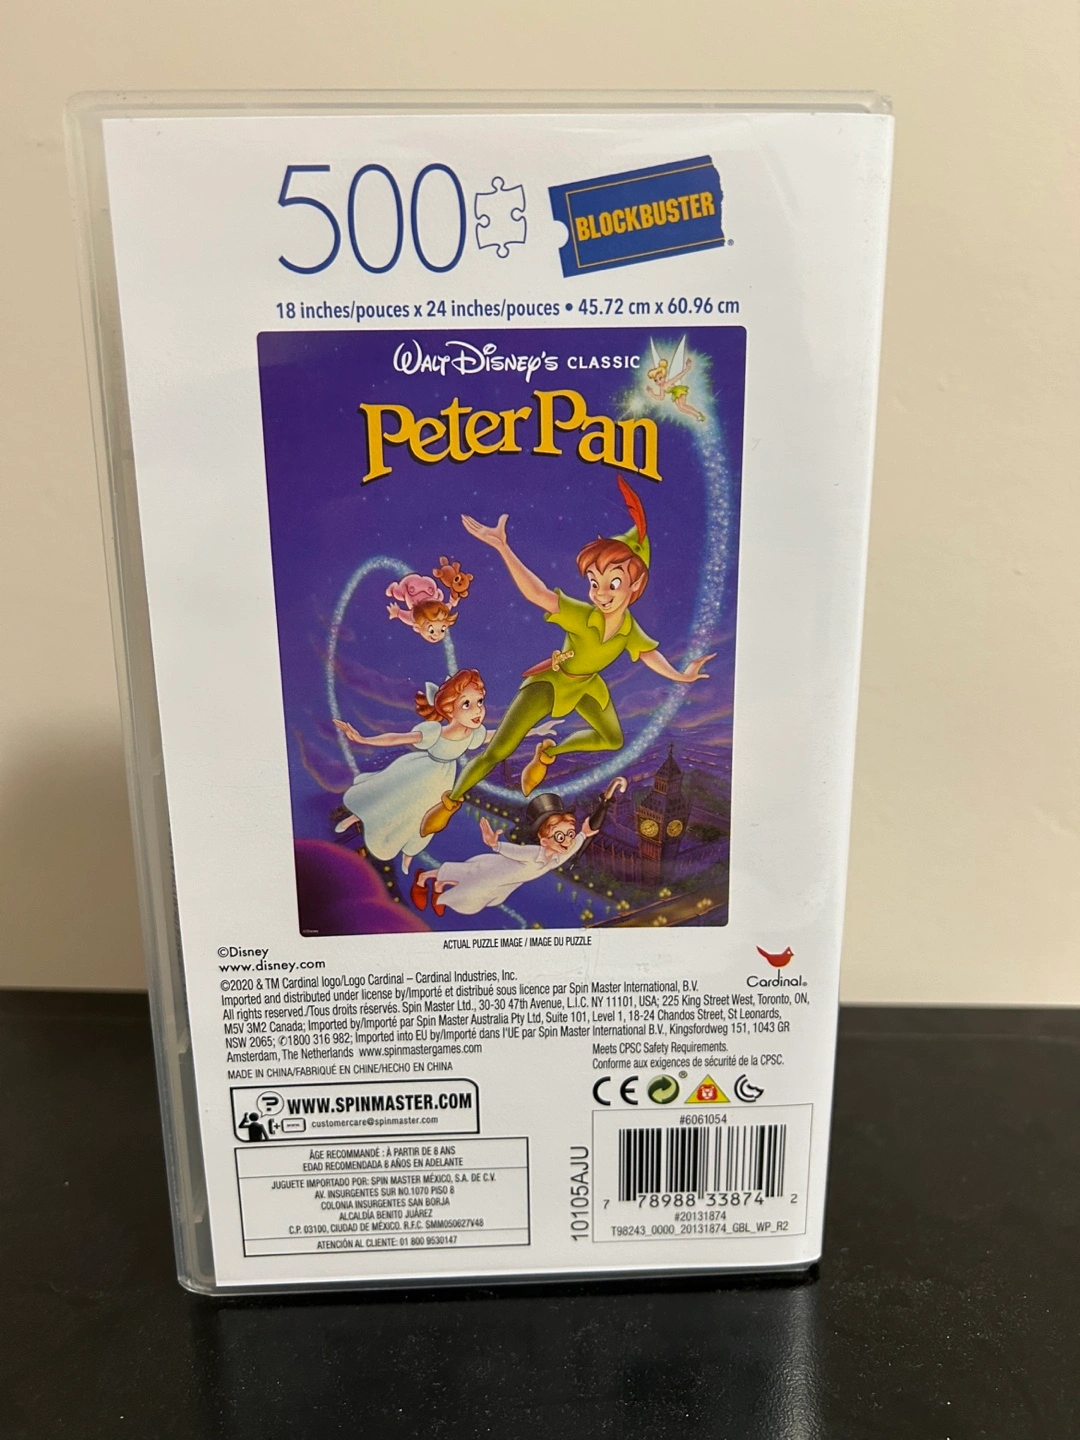 500
BLOCKBUSTER®
18 inches/pouces x 24 inches/pouces • 45.72 cm x 60.96 cm
WALT DISNEY'S CLASSIC
Peter Pan
ACTUAL PUZZLE IMAGE / IMAGE DU PUZZLE
©Disney
www.disney.com
Cardinal®
©2020 & TM Cardinal logo/Logo Cardinal – Cardinal Industries, Inc.
Imported and distributed under license by/Importé et distribué sous licence par Spin Master International, B.V.
All rights reserved./Tous droits réservés. Spin Master Ltd., 30-30 47th Avenue, L.I.C. NY 11101, USA; 225 King Street West, Toronto, ON,
M5V 3M2 Canada; Imported by/Importé par Spin Master Australia Pty Ltd, Suite 101, Level 1, 18-24 Chandos Street, St Leonards,
NSW 2065; ✆1800 316 982; Imported into EU by/Importé dans l'UE par Spin Master International B.V., Kingsfordweg 151, 1043 GR
Amsterdam, The Netherlands www.spinmastergames.com
MADE IN CHINA/FABRIQUÉ EN CHINE/HECHO EN CHINA
Meets CPSC Safety Requirements.
Conforme aux exigences de sécurité de la CPSC.
CE
®
?
WWW.SPINMASTER.COM
customercare@spinmaster.com
ÂGE RECOMMANDÉ : À PARTIR DE 8 ANS
EDAD RECOMENDADA 8 AÑOS EN ADELANTE
JUGUETE IMPORTADO POR: SPIN MASTER MÉXICO, S.A. DE C.V.
AV. INSURGENTES SUR NO.1070 PISO 8
COLONIA INSURGENTES SAN BORJA
ALCALDÍA BENITO JUÁREZ
C.P. 03100, CIUDAD DE MÉXICO. R.F.C. SMM050627V48
ATENCIÓN AL CLIENTE: 01 800 9530147
10105AJU
#6061054
7 78988 33874 2
#20131874
T98243_0000_20131874_GBL_WP_R2